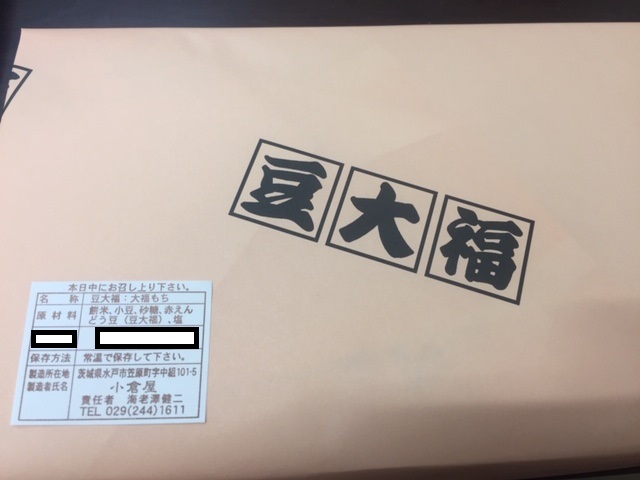 豆大福
本日中にお召し上り下さい。
名 称 豆大福：大福もち
原材料 餅米、小豆、砂糖、赤えん
どう豆（豆大福）、塩
保存方法 常温で保存して下さい。
製造所在地 茨城県水戸市笠原町字中組101-5
製造者氏名 小倉屋
責任者 海老澤健二
TEL 029(244)1611